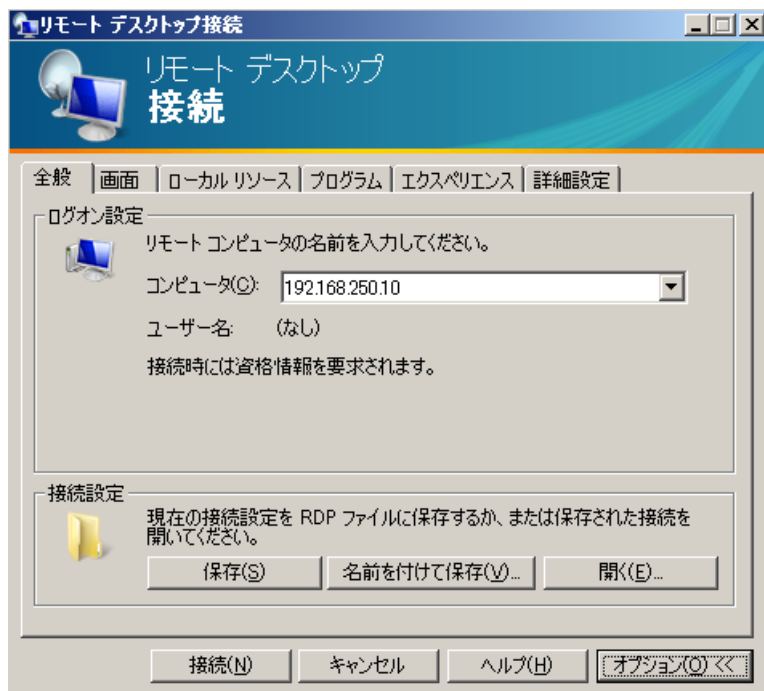 リモート デスクトップ接続
リモート デスクトップ
接続
全般 画面 ローカル リソース プログラム エクスペリエンス 詳細設定
ログオン設定
リモート コンピュータの名前を入力してください。
コンピュータ(C): 192.168.250.10
ユーザー名: (なし)
接続時には資格情報を要求されます。
接続設定
現在の接続設定を RDP ファイルに保存するか、または保存された接続を
開いてください。
保存(S) 名前を付けて保存(V)... 開く(E)...
接続(N) キャンセル ヘルプ(H) オプション(O) <<